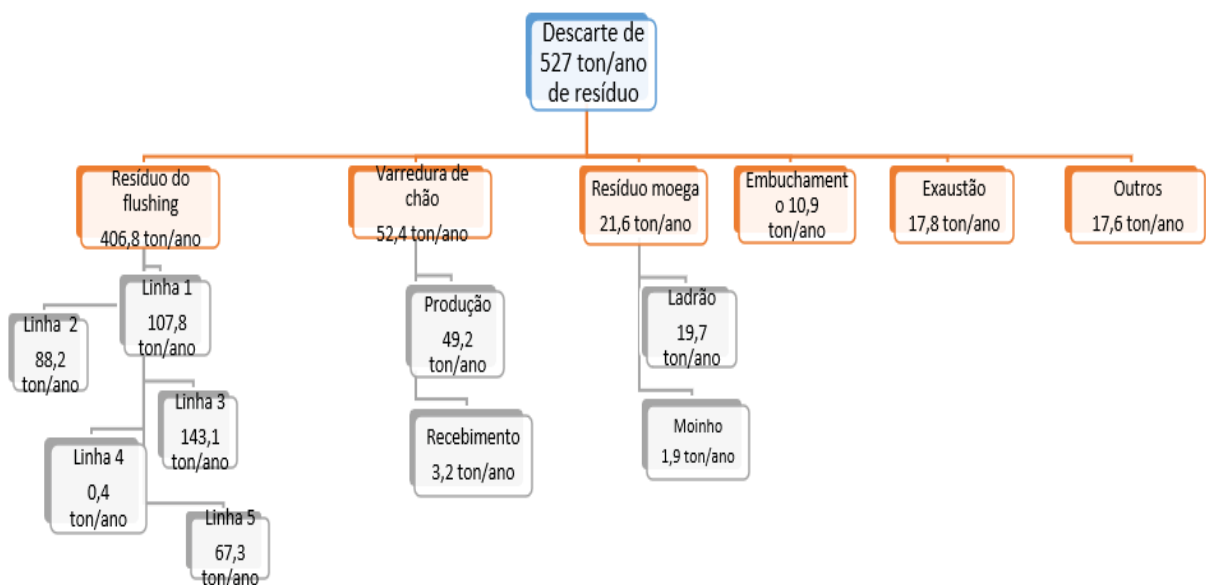 Descarte de
527 ton/ano
de resíduo
Resíduo do
flushing
406,8 ton/ano
Varredura de
chão
52,4 ton/ano
Resíduo moega
21,6 ton/ano
Embuchament
o 10,9
ton/ano
Exaustão
17,8 ton/ano
Outros
17,6 ton/ano
Linha 1
107,8
ton/ano
Linha 2
88,2
ton/ano
Linha 3
143,1
ton/ano
Linha 4
0,4
ton/ano
Linha 5
67,3
ton/ano
Produção
49,2
ton/ano
Recebimento
3,2 ton/ano
Ladrão
19,7
ton/ano
Moinho
1,9 ton/ano